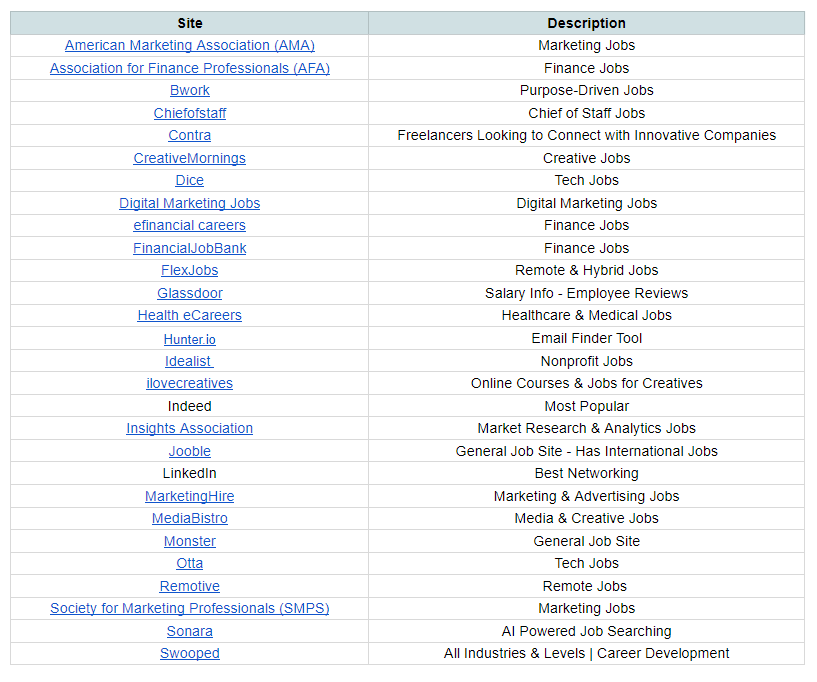 Site Description
American Marketing Association (AMA) Marketing Jobs
Association for Finance Professionals (AFA) Finance Jobs
Bwork Purpose-Driven Jobs
Chiefofstaff Chief of Staff Jobs
Contra Freelancers Looking to Connect with Innovative Companies
CreativeMornings Creative Jobs
Dice Tech Jobs
Digital Marketing Jobs Digital Marketing Jobs
efinancial careers Finance Jobs
FinancialJobBank Finance Jobs
FlexJobs Remote & Hybrid Jobs
Glassdoor Salary Info - Employee Reviews
Health eCareers Healthcare & Medical Jobs
Hunter.io Email Finder Tool
Idealist Nonprofit Jobs
ilovecreatives Online Courses & Jobs for Creatives
Indeed Most Popular
Insights Association Market Research & Analytics Jobs
Jooble General Job Site - Has International Jobs
LinkedIn Best Networking
MarketingHire Marketing & Advertising Jobs
MediaBistro Media & Creative Jobs
Monster General Job Site
Otta Tech Jobs
Remotive Remote Jobs
Society for Marketing Professionals (SMPS) Marketing Jobs
Sonara AI Powered Job Searching
Swooped All Industries & Levels | Career Development